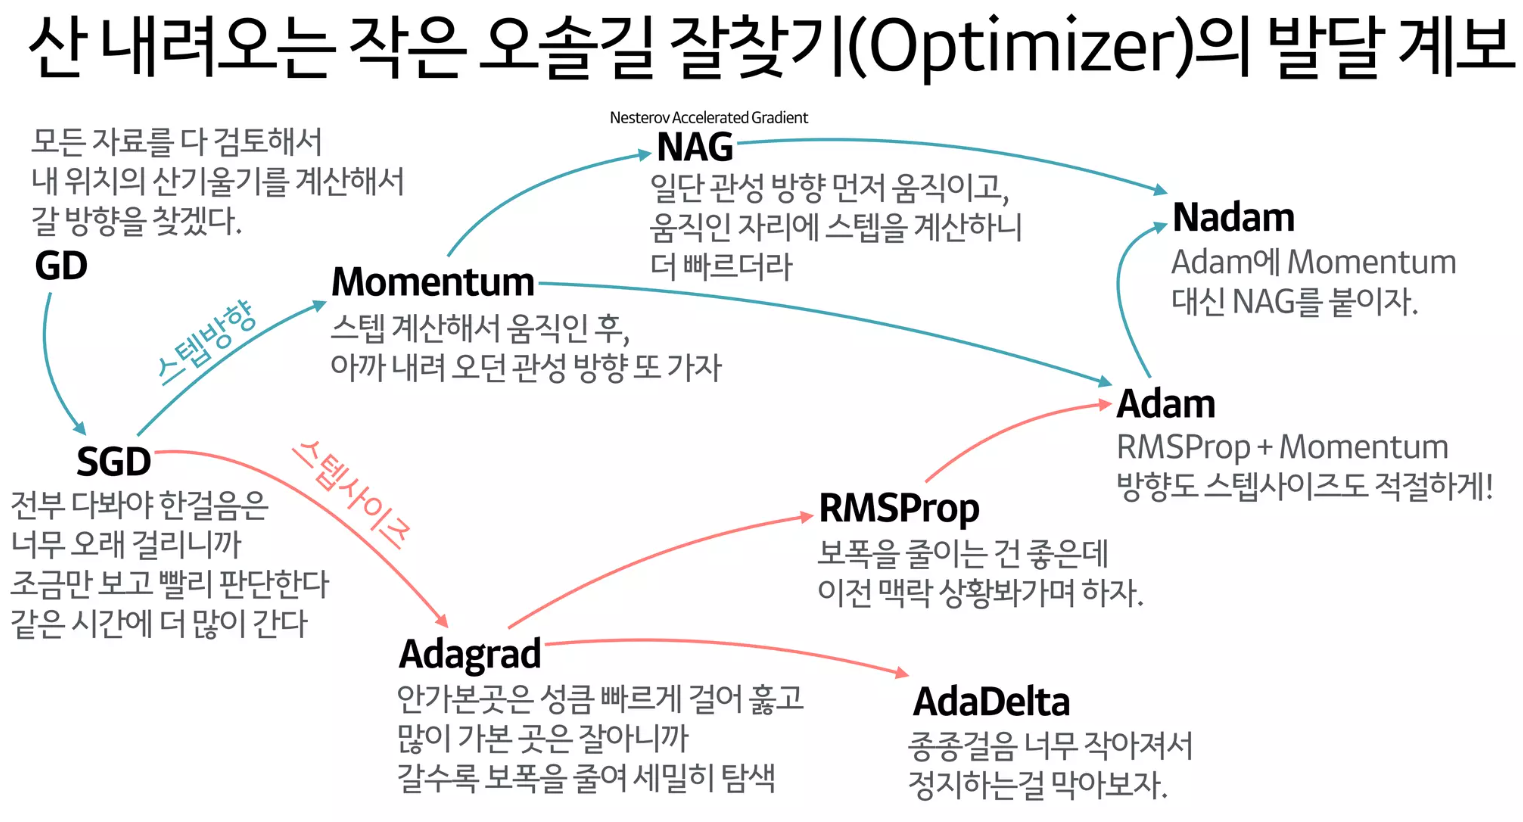 산 내려오는 작은 오솔길 잘찾기(Optimizer)의 발달 계보
모든 자료를 다 검토해서
내 위치의 산기울기를 계산해서
갈 방향을 찾겠다.
GD
스텝방향
SGD
전부 다봐야 한걸음은
너무 오래 걸리니까
조금만 보고 빨리 판단한다
같은 시간에 더 많이 간다
스텝사이즈
Momentum
스텝 계산해서 움직인 후,
아까 내려 오던 관성 방향 또 가자
Nesterov Accelerated Gradient
NAG
일단 관성 방향 먼저 움직이고,
움직인 자리에 스텝을 계산하니
더 빠르더라
Nadam
Adam에 Momentum
대신 NAG를 붙이자.
Adam
RMSProp + Momentum
방향도 스텝사이즈도 적절하게!
RMSProp
보폭을 줄이는 건 좋은데
이전 맥락 상황봐가며 하자.
Adagrad
안가본곳은 성큼 빠르게 걸어 훓고
많이 가본 곳은 잘아니까
갈수록 보폭을 줄여 세밀히 탐색
AdaDelta
종종걸음 너무 작아져서
정지하는걸 막아보자.